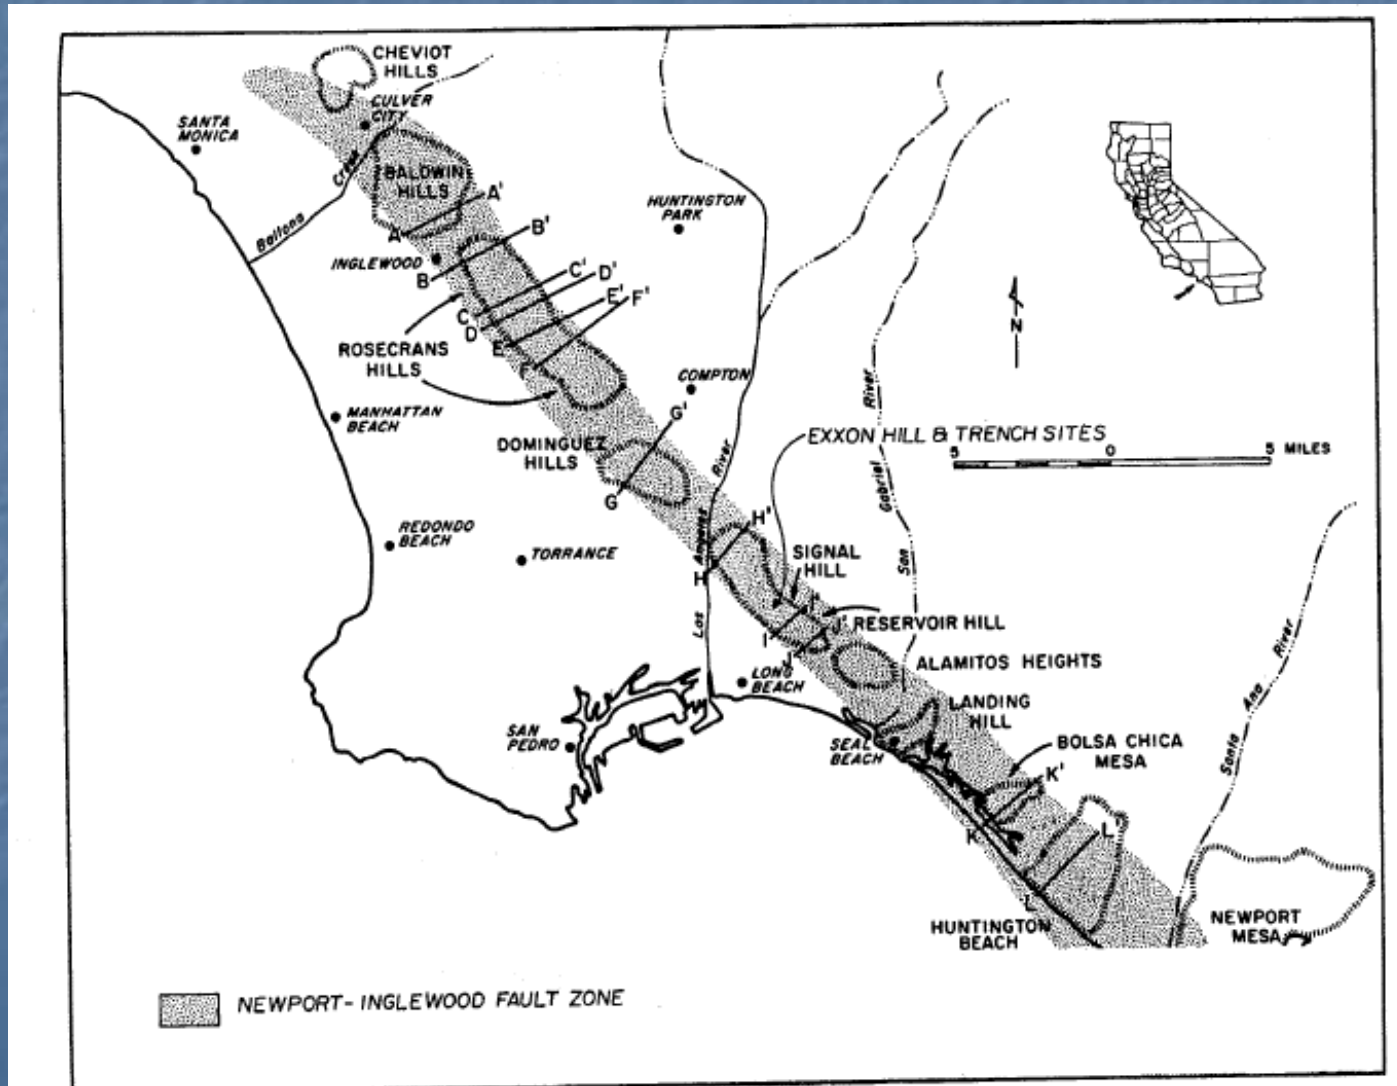 CHEVIOT
HILLS
CULVER
CITY
SANTA
MONICA
Ballona Creek
BALDWIN
HILLS
A'
A
HUNTINGTON
PARK
B'
INGLEWOOD
B
C'
D'
E'
F'
C
D
E
F
ROSECRANS
HILLS
N
COMPTON
MANHATTAN
BEACH
G'
DOMINGUEZ
HILLS
G
EXXON HILL & TRENCH SITES
5 0 5 MILES
Los Angeles River
San Gabriel River
Santa Ana River
REDONDO
BEACH
TORRANCE
H'
H
SIGNAL
HILL
I'
I
J' RESERVOIR HILL
J
ALAMITOS HEIGHTS
LONG
BEACH
LANDING
HILL
SAN
PEDRO
SEAL
BEACH
BOLSA CHICA
MESA
K'
K
L'
L
HUNTINGTON
BEACH
NEWPORT
MESA
NEWPORT-INGLEWOOD FAULT ZONE